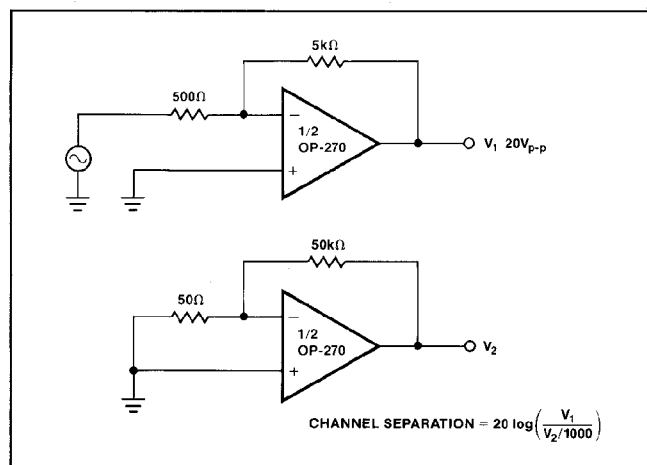 5kΩ
500Ω
−
1/2
OP-270
+
V₁ 20Vp-p
50kΩ
50Ω
−
1/2
OP-270
+
V₂
CHANNEL SEPARATION = 20 log(V₁ / V₂/1000)